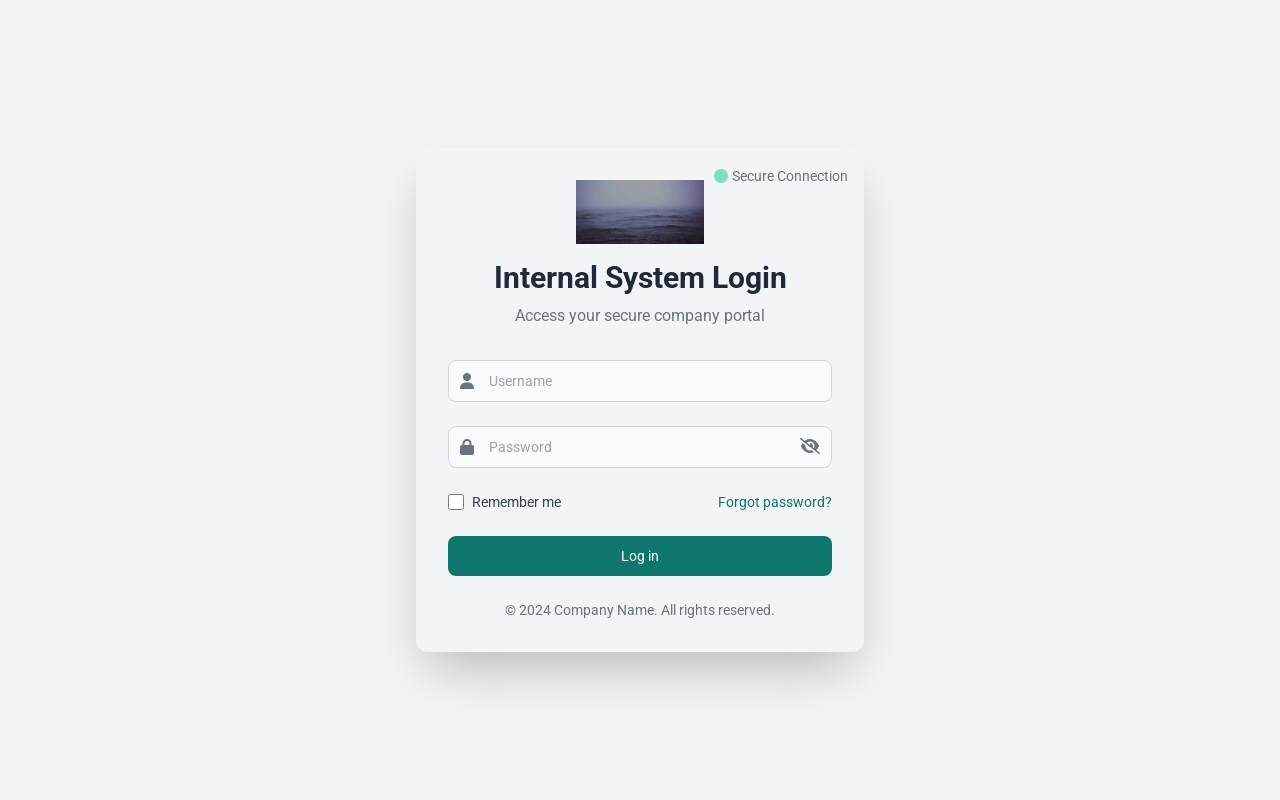 Secure Connection
Internal System Login
Access your secure company portal
Username
Password
Remember me
Forgot password?
Log in
© 2024 Company Name. All rights reserved.